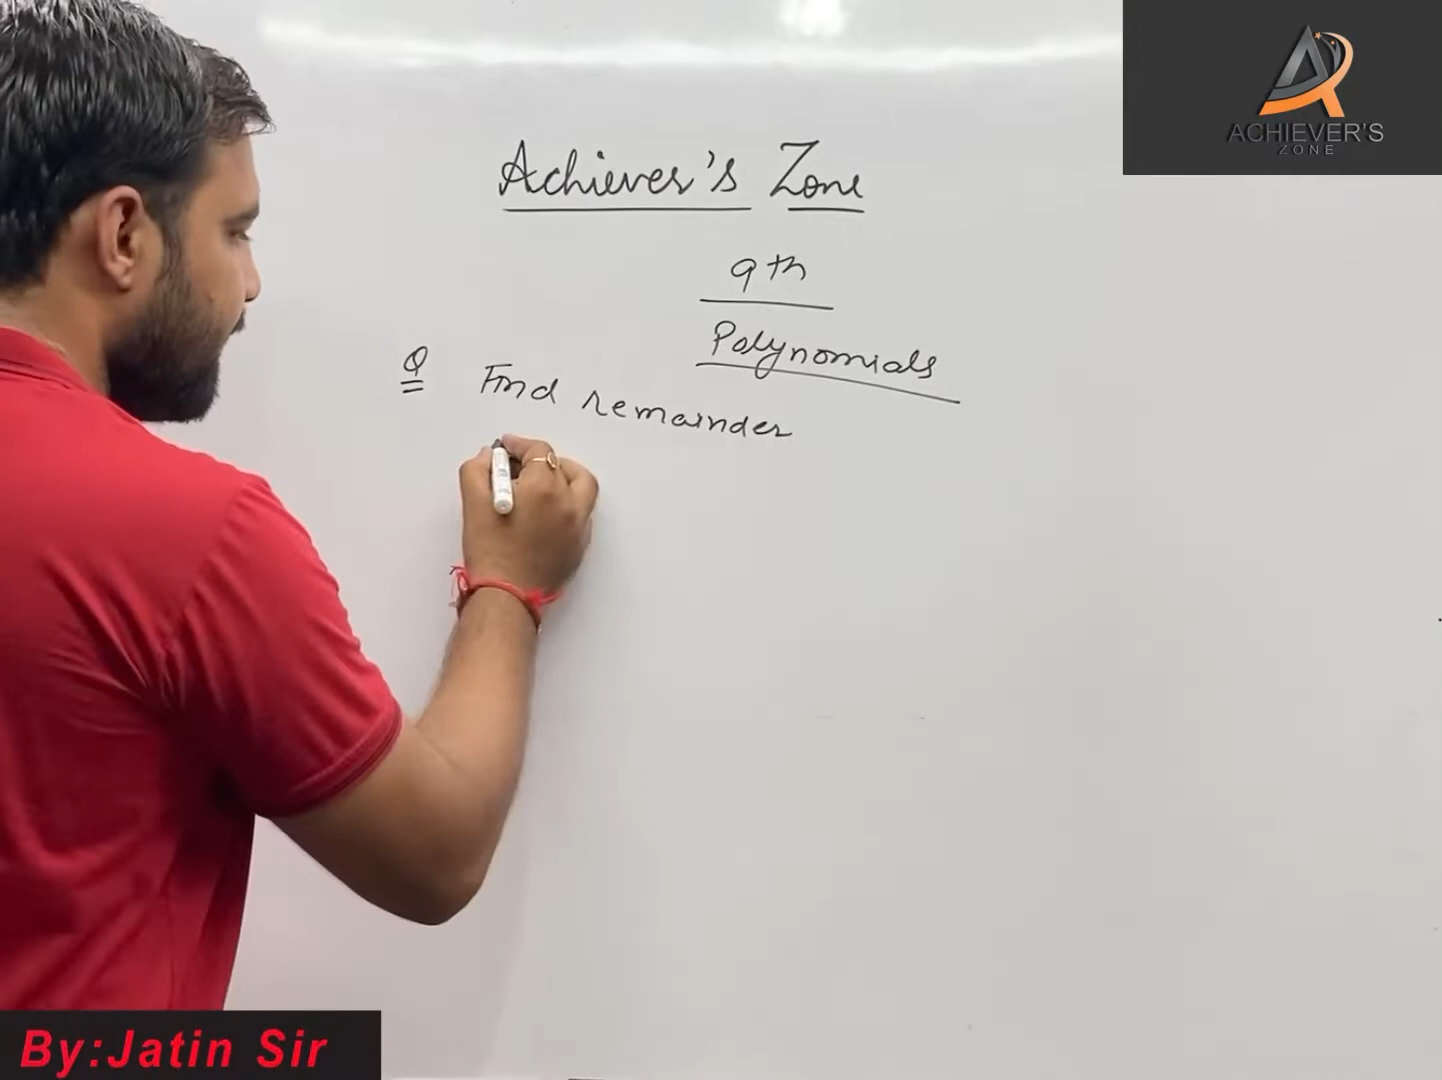 ACHIEVER'S
ZONE
Achiever's Zone
9th
Polynomials
Q Find remainder
By:Jatin Sir